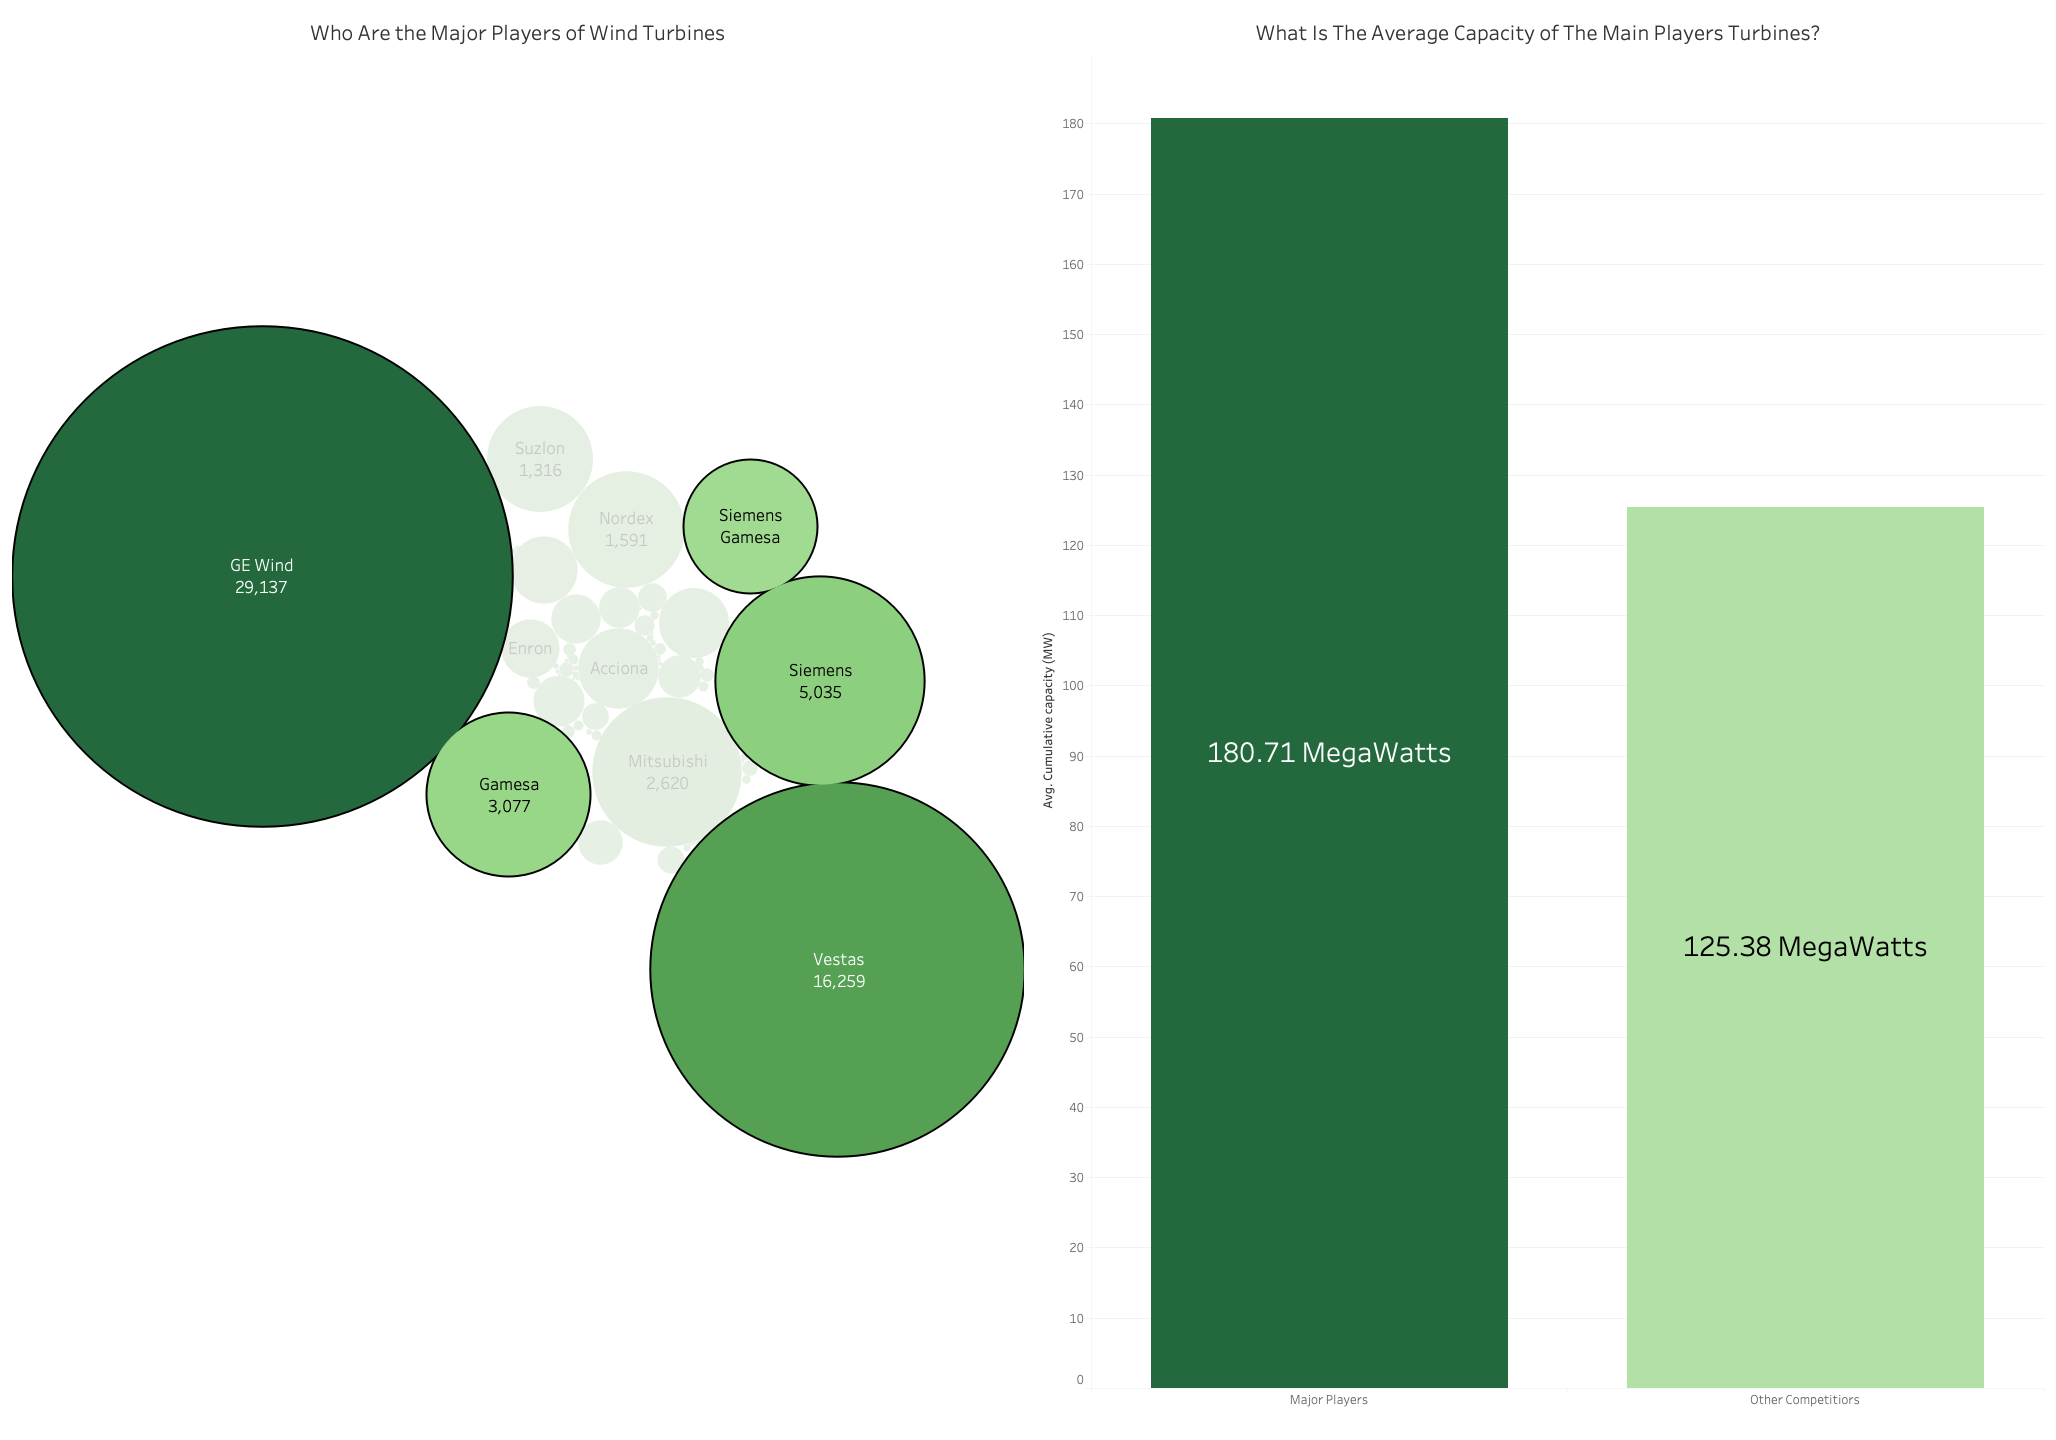 Who Are the Major Players of Wind Turbines
Suzlon
1,316
Nordex
1,591
Siemens
Gamesa
GE Wind
29,137
Enron
Acciona
Siemens
5,035
Mitsubishi
2,620
Gamesa
3,077
Vestas
16,259
What Is The Average Capacity of The Main Players Turbines?
Avg. Cumulative capacity (MW)
180
170
160
150
140
130
120
110
100
90
80
70
60
50
40
30
20
10
0
180.71 MegaWatts
125.38 MegaWatts
Major Players
Other Competitiors